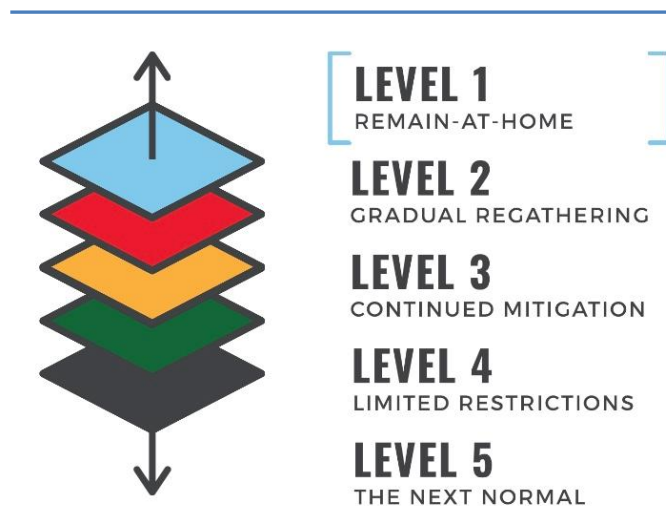 LEVEL 1
REMAIN-AT-HOME
LEVEL 2
GRADUAL REGATHERING
LEVEL 3
CONTINUED MITIGATION
LEVEL 4
LIMITED RESTRICTIONS
LEVEL 5
THE NEXT NORMAL